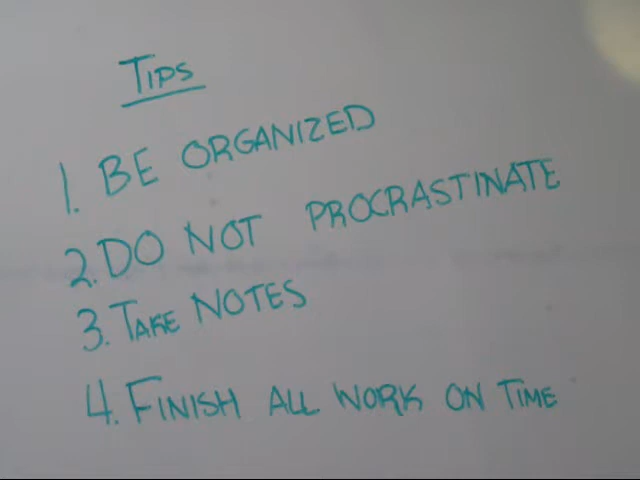 Tips
1. BE ORGANIZED
2. DO NOT PROCRASTINATE
3. TAKE NOTES
4. FINISH ALL WORK ON TIME